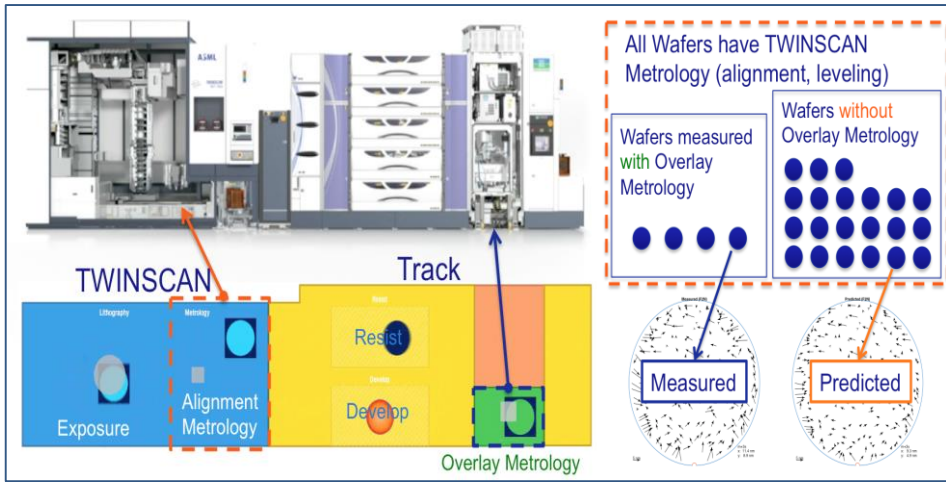 ASML
All Wafers have TWINSCAN
Metrology (alignment, leveling)
Wafers measured
with Overlay
Metrology
Wafers without
Overlay Metrology
TWINSCAN
Track
Lithography
Metrology
Resist
Resist
Develop
Develop
Exposure
Alignment
Metrology
Overlay Metrology
Measured
Predicted